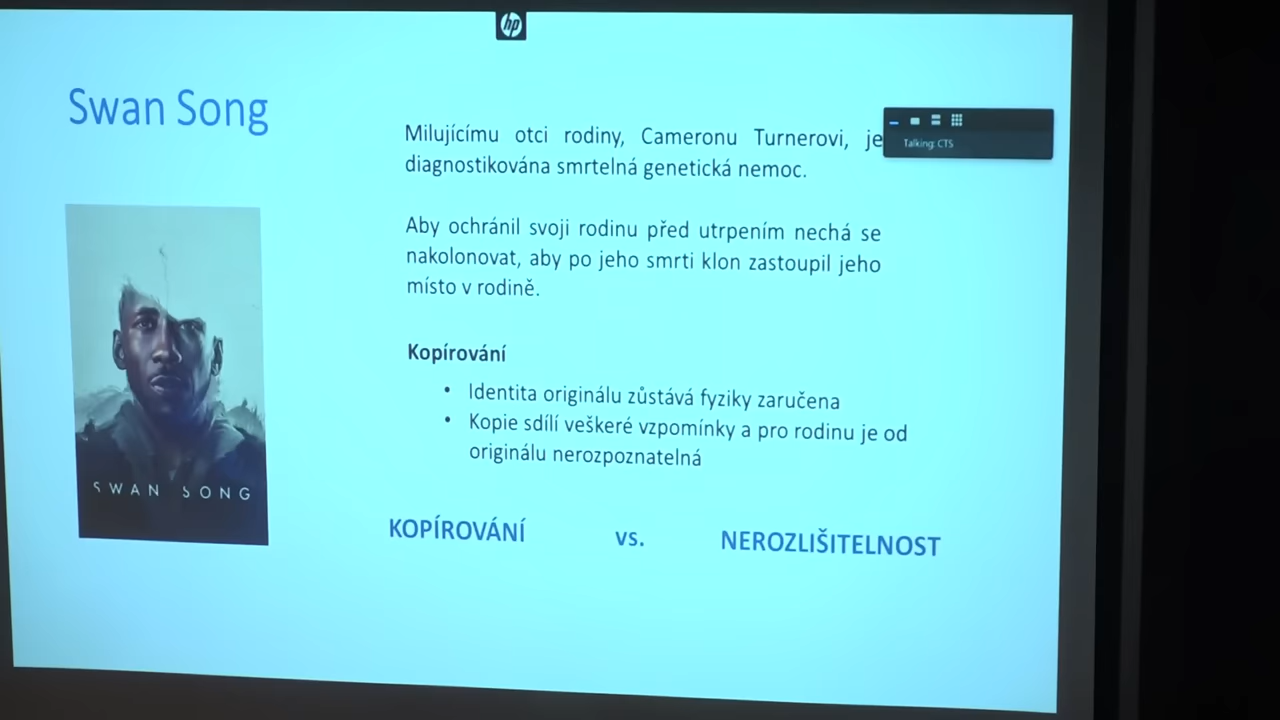 hp
Swan Song
Talking: CTS
Milujícímu otci rodiny, Cameronu Turnerovi, je
diagnostikována smrtelná genetická nemoc.
Aby ochránil svoji rodinu před utrpením nechá se
nakolonovat, aby po jeho smrti klon zastoupil jeho
místo v rodině.
Kopírování
• Identita originálu zůstává fyziky zaručena
• Kopie sdílí veškeré vzpomínky a pro rodinu je od
originálu nerozpoznatelná
SWAN SONG
KOPÍROVÁNÍ vs. NEROZLIŠITELNOST